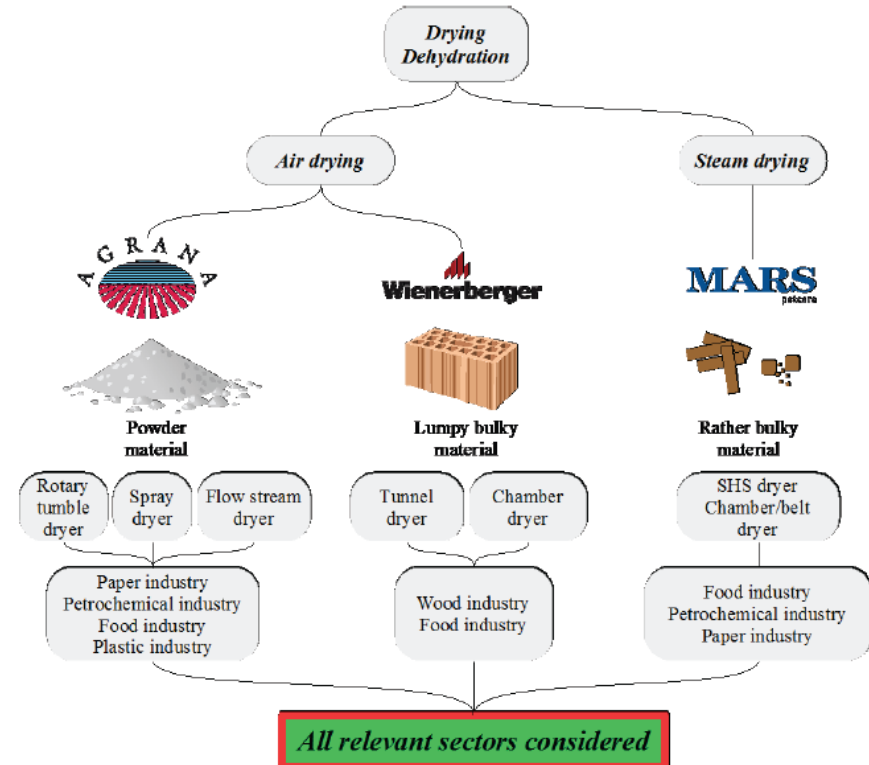 Drying
Dehydration
Air drying
Steam drying
AGRANA
Wienerberger
MARS
petcare
Powder
material
Lumpy bulky
material
Rather bulky
material
Rotary
tumble
dryer
Spray
dryer
Flow stream
dryer
Tunnel
dryer
Chamber
dryer
SHS dryer
Chamber/belt
dryer
Paper industry
Petrochemical industry
Food industry
Plastic industry
Wood industry
Food industry
Food industry
Petrochemical industry
Paper industry
All relevant sectors considered